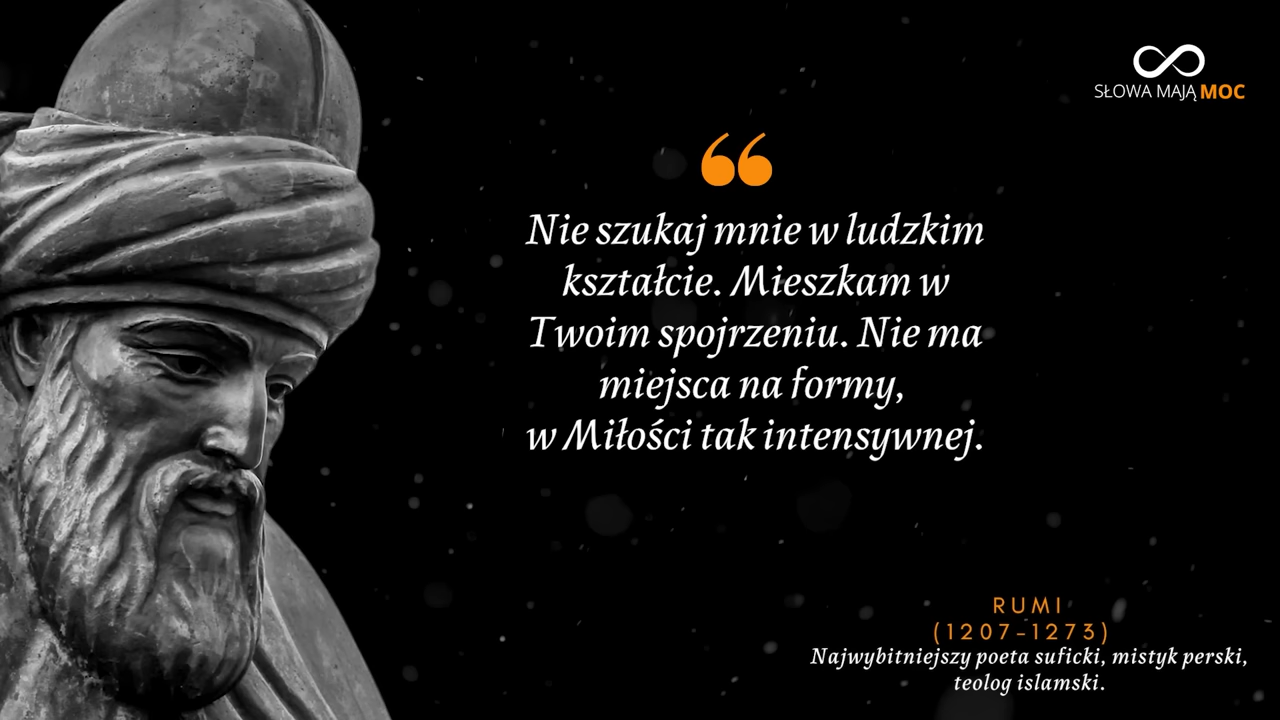 SŁOWA MAJĄ MOC
Nie szukaj mnie w ludzkim
kształcie. Mieszkam w
Twoim spojrzeniu. Nie ma
miejsca na formy,
w Miłości tak intensywnej.
RUMI
(1207-1273)
Najwybitniejszy poeta suficki, mistyk perski,
teolog islamski.